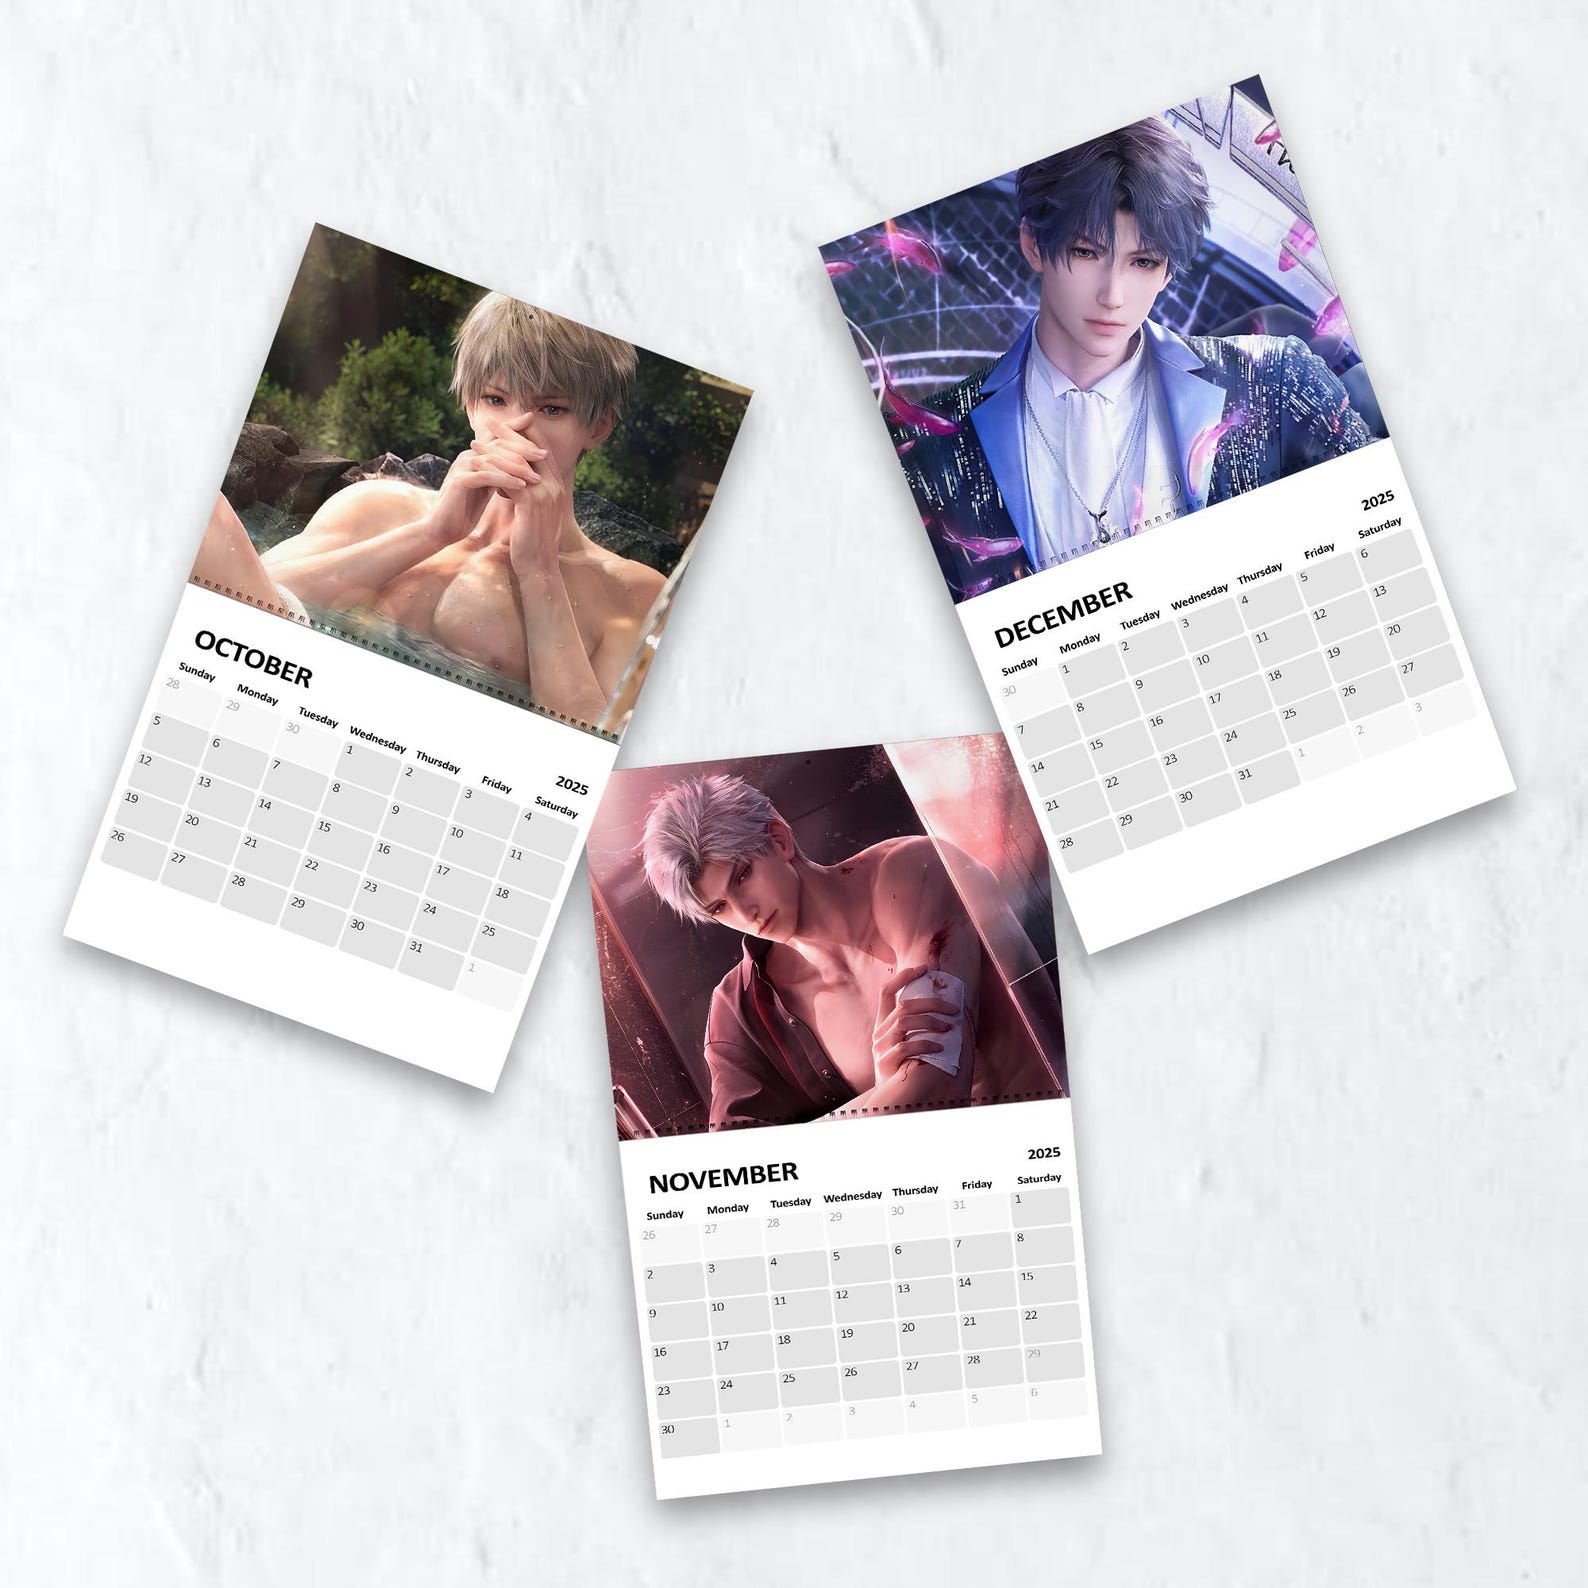 OCTOBER
2025
Sunday Monday Tuesday Wednesday Thursday Friday Saturday
28 29 30 1 2 3 4
5 6 7 8 9 10 11
12 13 14 15 16 17 18
19 20 21 22 23 24 25
26 27 28 29 30 31 1
NOVEMBER
2025
Sunday Monday Tuesday Wednesday Thursday Friday Saturday
26 27 28 29 30 31 1
2 3 4 5 6 7 8
9 10 11 12 13 14 15
16 17 18 19 20 21 22
23 24 25 26 27 28 29
30 1 2 3 4 5 6
DECEMBER
2025
Sunday Monday Tuesday Wednesday Thursday Friday Saturday
30 1 2 3 4 5 6
7 8 9 10 11 12 13
14 15 16 17 18 19 20
21 22 23 24 25 26 27
28 29 30 31 1 2 3